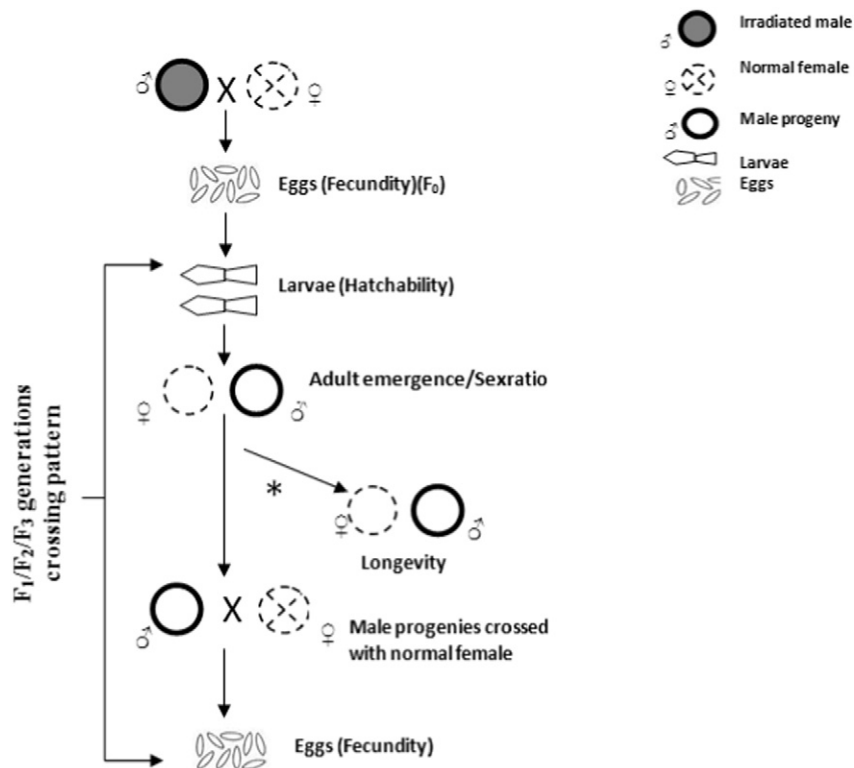 ♂ X ♀
Eggs (Fecundity)(F₀)
Larvae (Hatchability)
Adult emergence/Sexratio
♀ ♂
*
♀ ♂
Longevity
♂ X ♀
Male progenies crossed
with normal female
Eggs (Fecundity)
F₁/F₂/F₃ generations
crossing pattern
♂ Irradiated male
♀ Normal female
♂ Male progeny
Larvae
Eggs